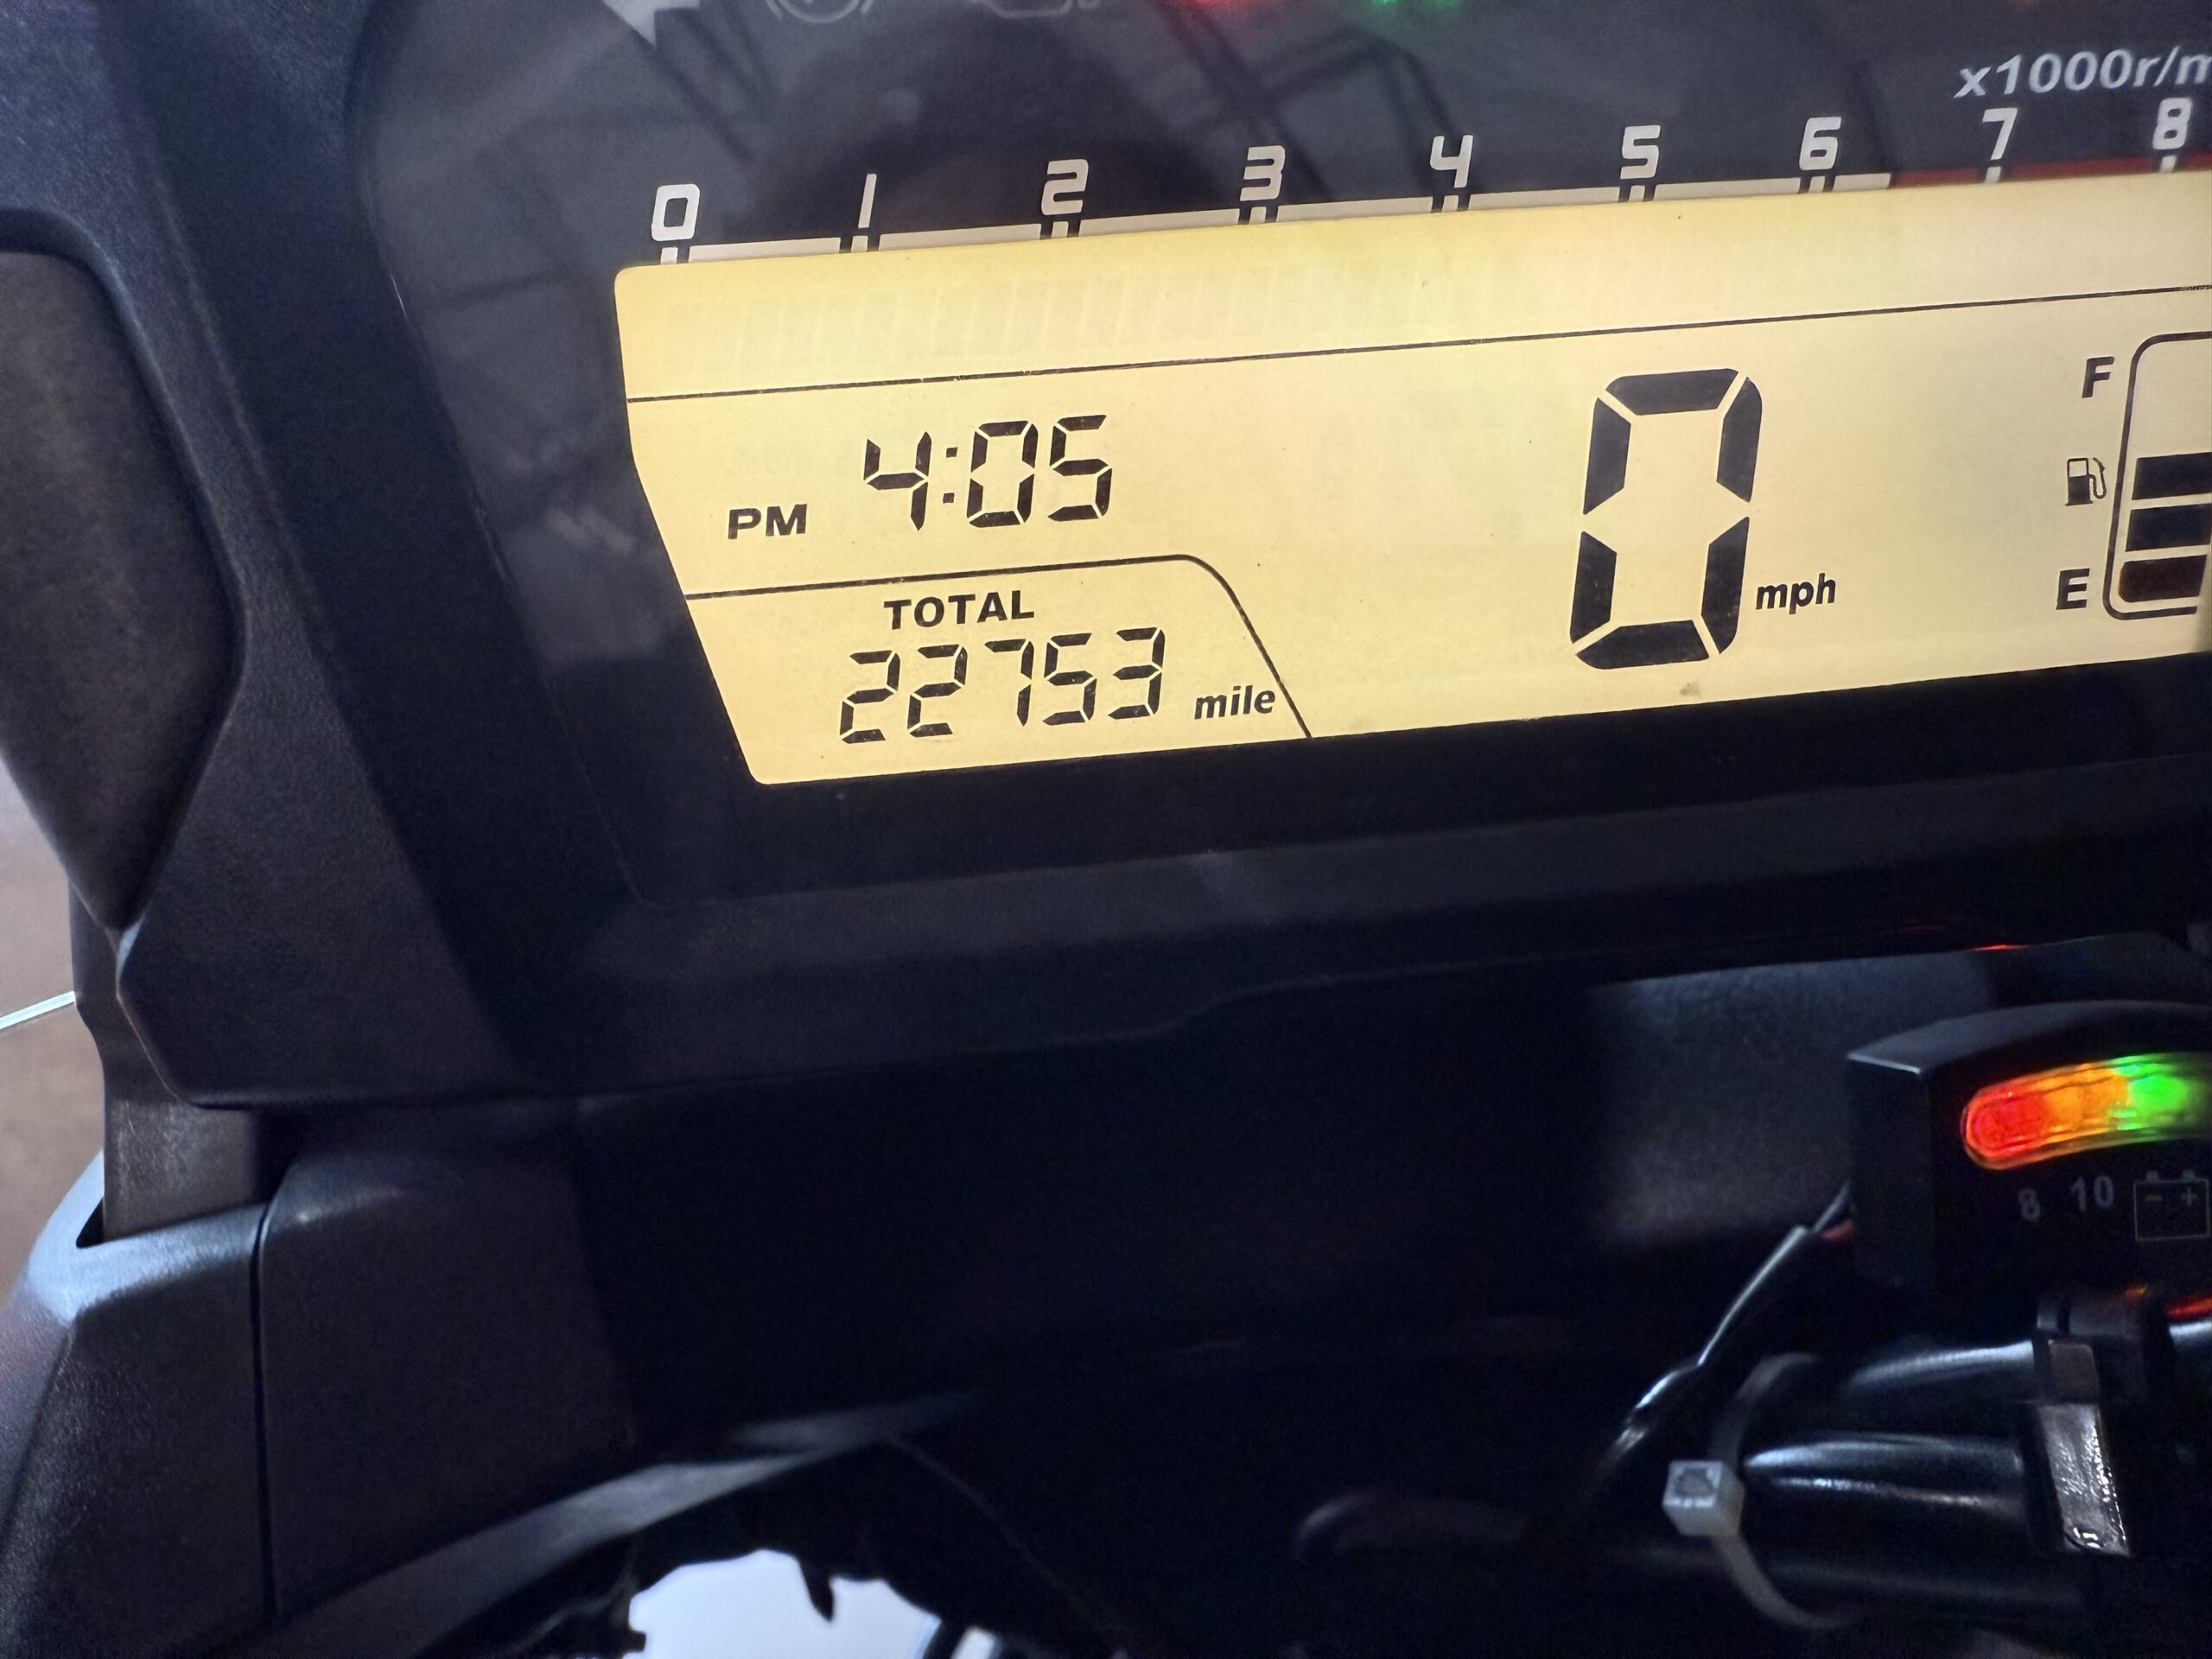 x1000r/m
0 1 2 3 4 5 6 7 8
PM 4:05
0 mph
F
E
TOTAL
22753 mile
8 10
- +